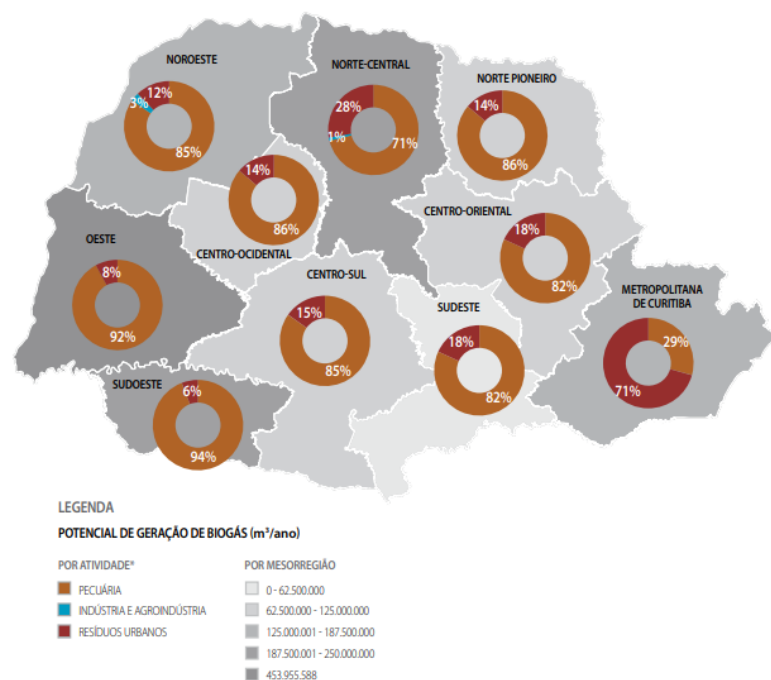 NOROESTE
12%
3%
85%
NORTE-CENTRAL
28%
1%
71%
NORTE PIONEIRO
14%
86%
14%
86%
CENTRO-OCIDENTAL
CENTRO-ORIENTAL
18%
82%
OESTE
8%
92%
CENTRO-SUL
15%
85%
SUDESTE
18%
82%
METROPOLITANA
DE CURITIBA
29%
71%
SUDOESTE
6%
94%
LEGENDA
POTENCIAL DE GERAÇÃO DE BIOGÁS (m³/ano)
POR ATIVIDADE*
PECUÁRIA
INDÚSTRIA E AGROINDÚSTRIA
RESÍDUOS URBANOS
POR MESORREGIÃO
0 - 62.500.000
62.500.000 - 125.000.000
125.000.001 - 187.500.000
187.500.001 - 250.000.000
453.955.588